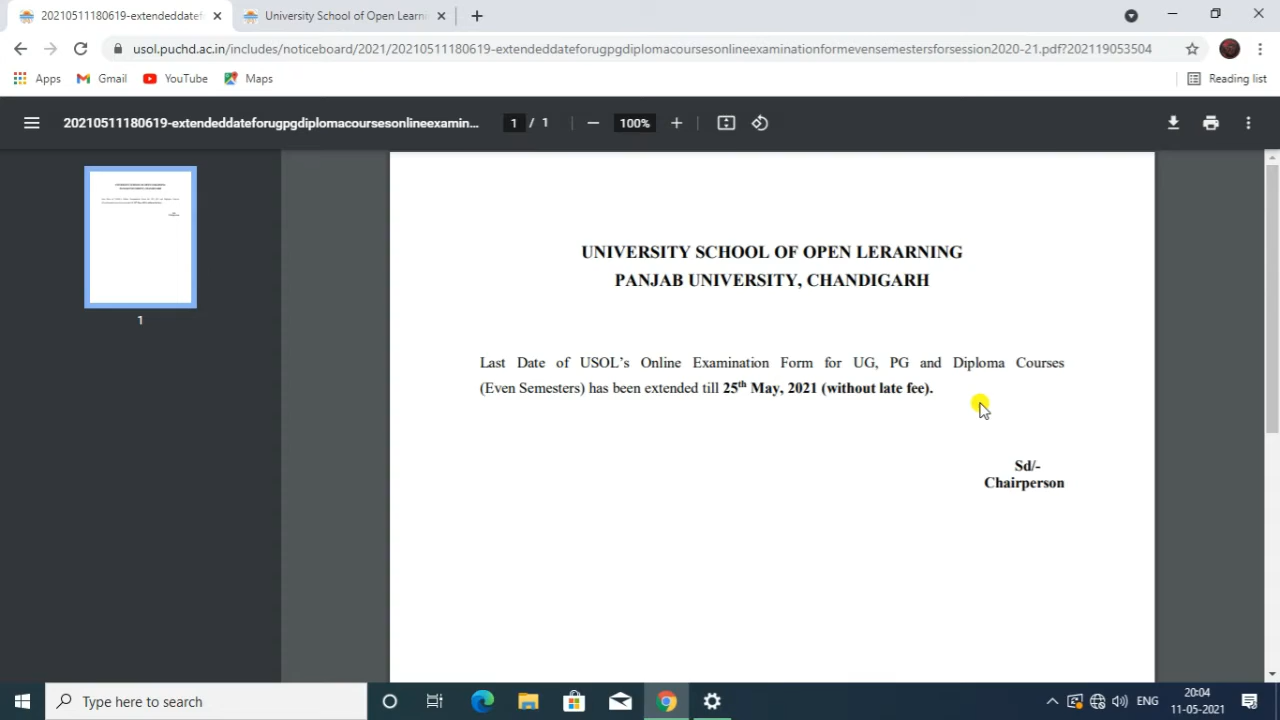 20210511180619-extendeddatef
University School of Open Learni
usol.puchd.ac.in/includes/noticeboard/2021/20210511180619-extendeddateforugpgdiplomacoursesonlineexaminationformevensemestersforsession2020-21.pdf?202119053504
Apps Gmail YouTube Maps Reading list
20210511180619-extendeddateforugpgdiplomacoursesonlineexamin... 1 / 1 100%
UNIVERSITY SCHOOL OF OPEN LERARNING
PANJAB UNIVERSITY, CHANDIGARH
1
Last Date of USOL's Online Examination Form for UG, PG and Diploma Courses
(Even Semesters) has been extended till 25th May, 2021 (without late fee).
Sd/-
Chairperson
Type here to search
ENG
20:04
11-05-2021